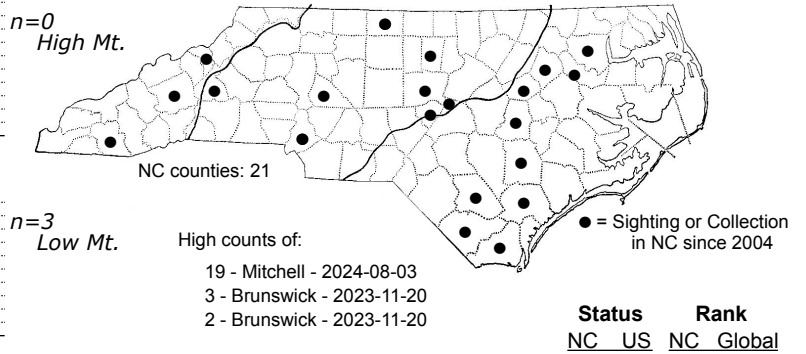 n=0
High Mt.
NC counties: 21
n=3
Low Mt.
High counts of:
19 - Mitchell - 2024-08-03
3 - Brunswick - 2023-11-20
2 - Brunswick - 2023-11-20
● = Sighting or Collection
in NC since 2004
Status Rank
NC US NC Global